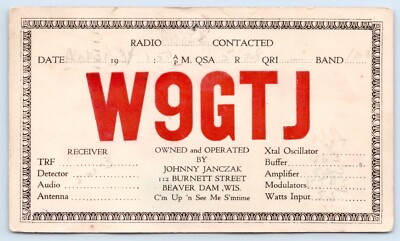 RADIO CONTACTED
DATE 19 : A/P M. QSA R QRI BAND
W9GTJ
RECEIVER
TRF
Detector
Audio
Antenna
OWNED and OPERATED
BY
JOHNNY JANCZAK
112 BURNETT STREET
BEAVER DAM, WIS.
C'm Up 'n See Me S'mtime
Xtal Oscillator
Buffer
Amplifier
Modulators
Watts Input